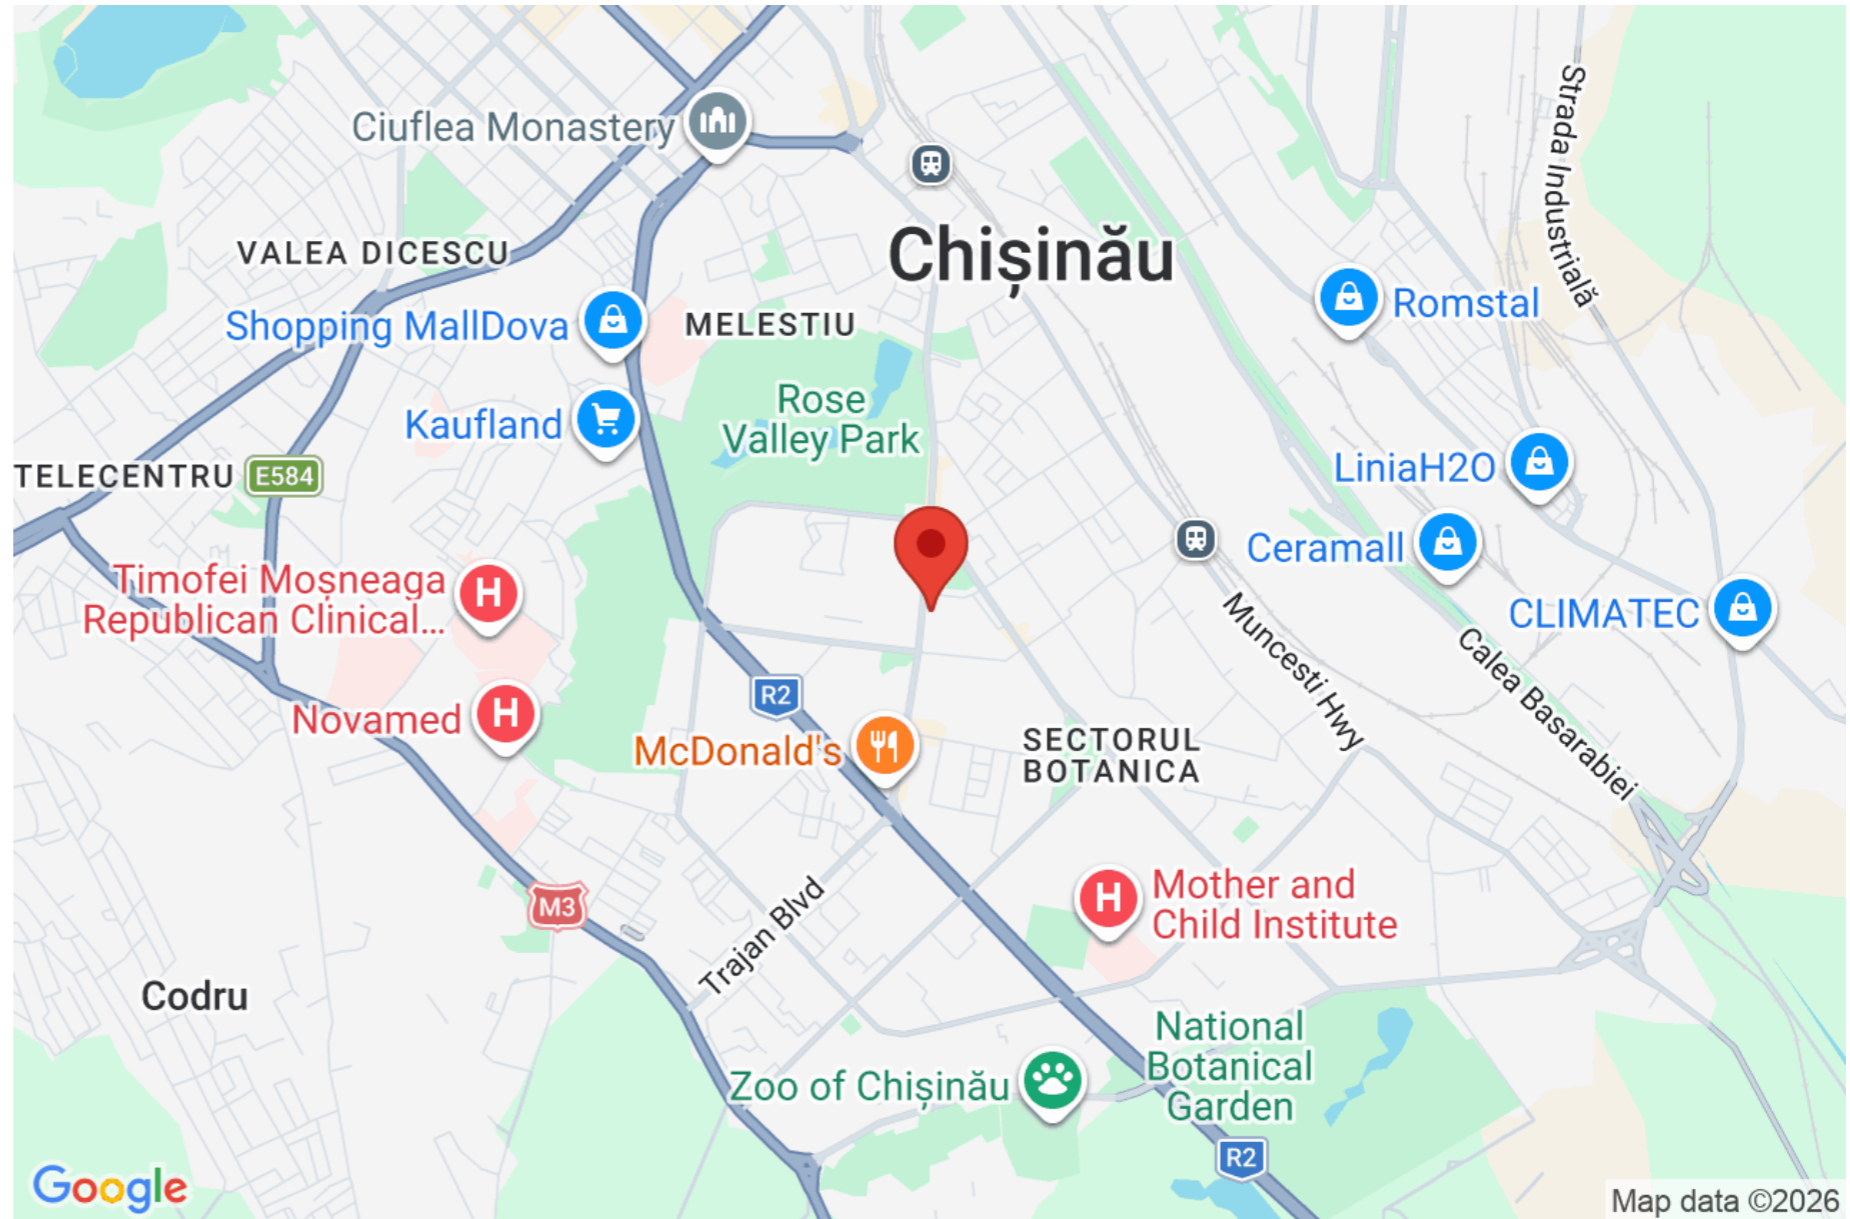 Ciuflea Monastery
Strada Industrială
VALEA DICESCU
Chișinău
Shopping MallDova
MELESTIU
Romstal
Rose
Valley Park
Kaufland
TELECENTRU
E584
LiniaH2O
Ceramall
Timofei Moșneaga
Republican Clinical...
H
CLIMATEC
Muncesti Hwy
Calea Basarabiei
R2
Novamed
H
McDonald's
SECTORUL
BOTANICA
M3
Trajan Blvd
H
Mother and
Child Institute
Codru
National
Botanical
Garden
Zoo of Chișinău
R2
Google
Map data ©2026